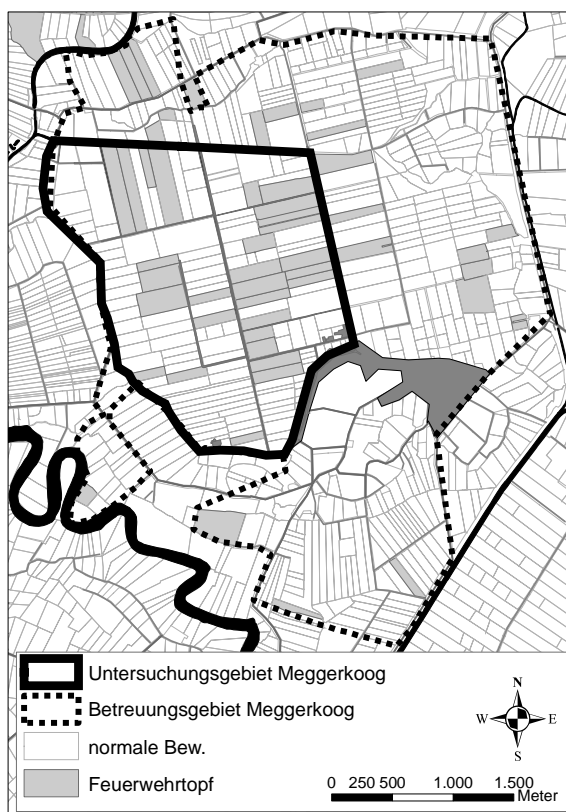 Untersuchungsgebiet Meggerkoog
Betreuungsgebiet Meggerkoog
normale Bew.
Feuerwehrtopf
N
W E
S
0 250 500 1.000 1.500
Meter